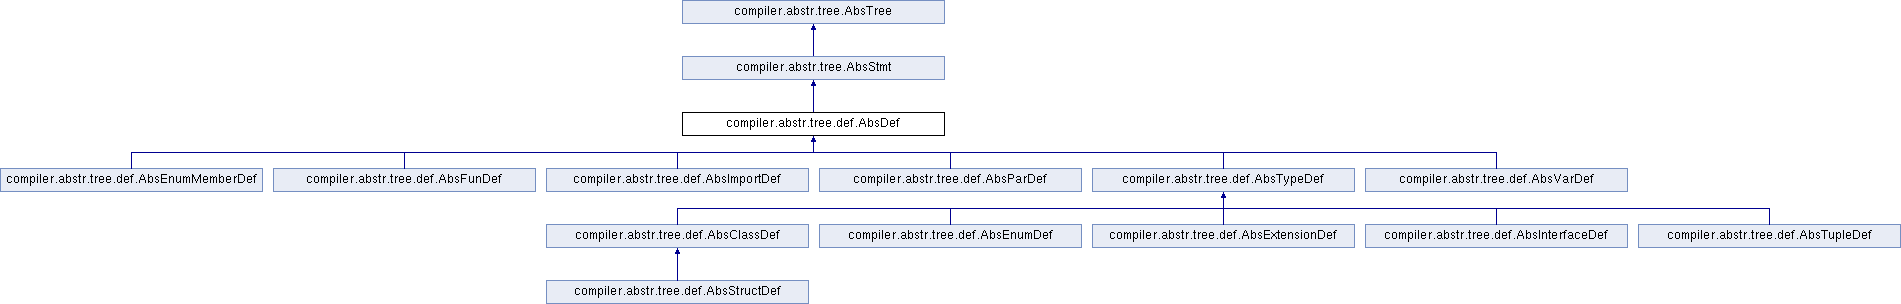 compiler.abstr.tree.AbsTree
compiler.abstr.tree.AbsStmt
compiler.abstr.tree.def.AbsDef
compiler.abstr.tree.def.AbsEnumMemberDef
compiler.abstr.tree.def.AbsFunDef
compiler.abstr.tree.def.AbsImportDef
compiler.abstr.tree.def.AbsParDef
compiler.abstr.tree.def.AbsTypeDef
compiler.abstr.tree.def.AbsVarDef
compiler.abstr.tree.def.AbsClassDef
compiler.abstr.tree.def.AbsEnumDef
compiler.abstr.tree.def.AbsExtensionDef
compiler.abstr.tree.def.AbsInterfaceDef
compiler.abstr.tree.def.AbsTupleDef
compiler.abstr.tree.def.AbsStructDef